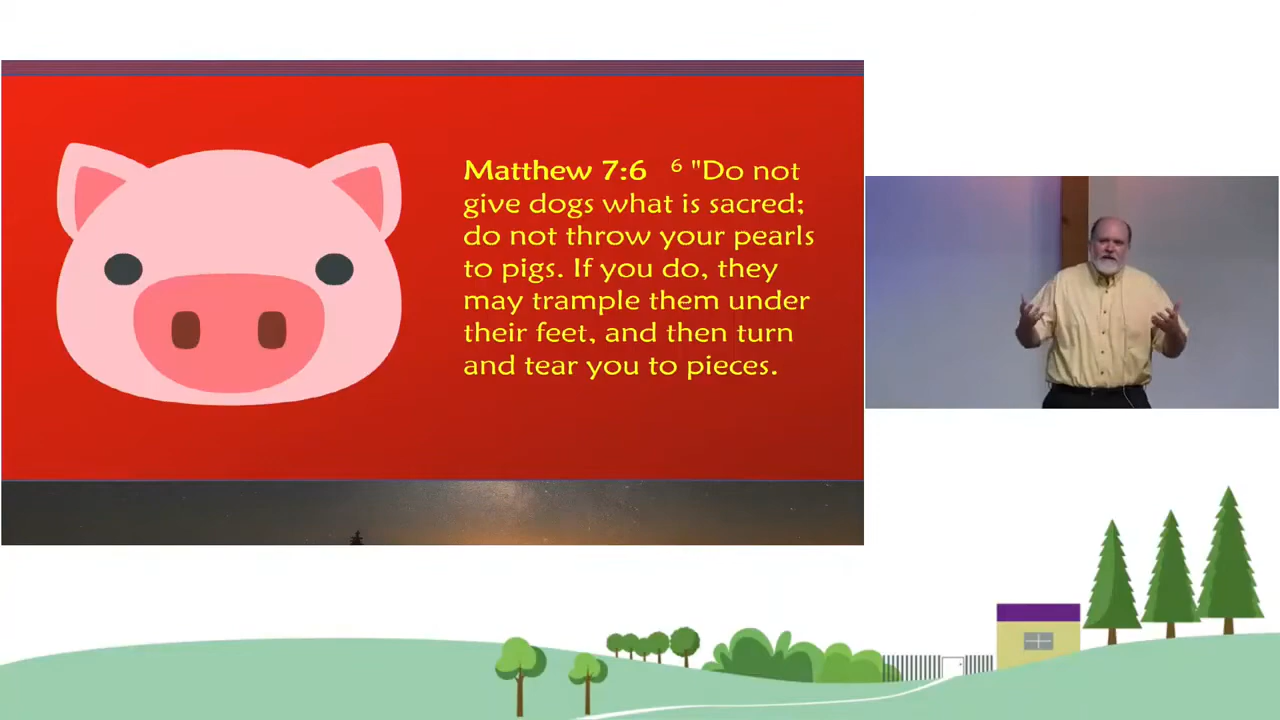 Matthew 7:6 ⁶ "Do not
give dogs what is sacred;
do not throw your pearls
to pigs. If you do, they
may trample them under
their feet, and then turn
and tear you to pieces.